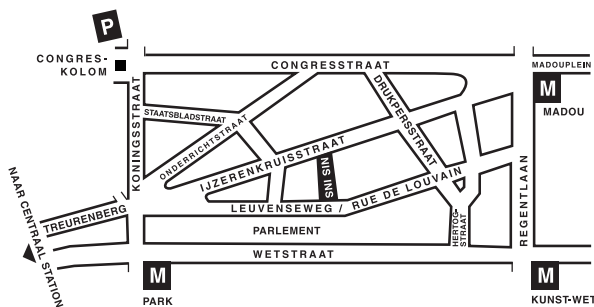 P
CONGRES-
KOLOM
CONGRESSTRAAT
MADOUPLEIN
M
MADOU
KONINGSSTRAAT
STAATSBLADSTRAAT
ONDERRICHTSTRAAT
DRUKPERSSTRAAT
IJZERENKRUISSTRAAT
NIS INS
LEUVENSEWEG / RUE DE LOUVAIN
REGENTLAAN
TREURENBERG
NAAR CENTRAAL STATION
PARLEMENT
HERTOG-
STRAAT
WETSTRAAT
M
PARK
M
KUNST-WET